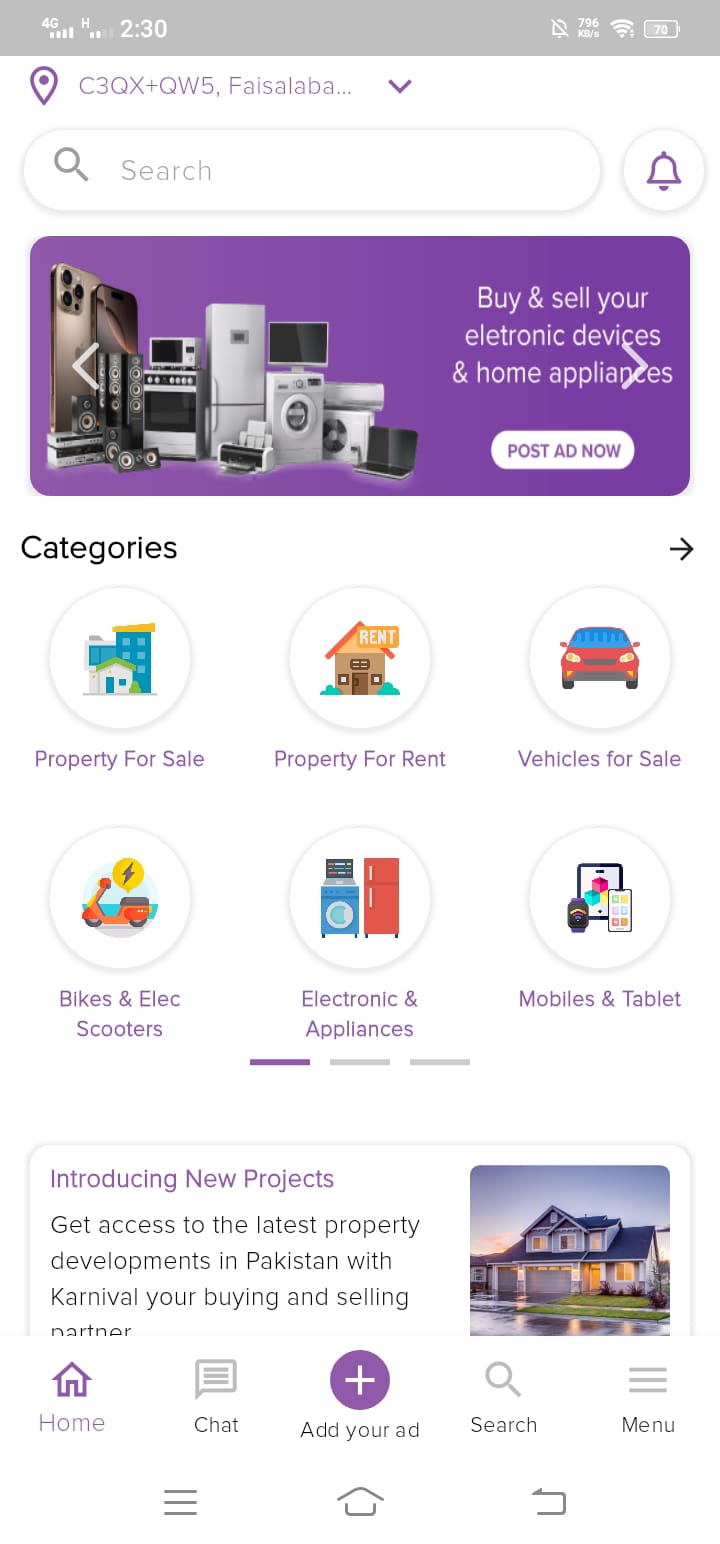 4G H 2:30 796 KB/s 70
C3QX+QW5, Faisalaba...
Search
Buy & sell your
eletronic devices
& home appliances
POST AD NOW
Categories
RENT
Property For Sale Property For Rent Vehicles for Sale
Bikes & Elec Scooters
Electronic & Appliances
Mobiles & Tablet
Introducing New Projects
Get access to the latest property
developments in Pakistan with
Karnival your buying and selling
partner
Home Chat Add your ad Search Menu